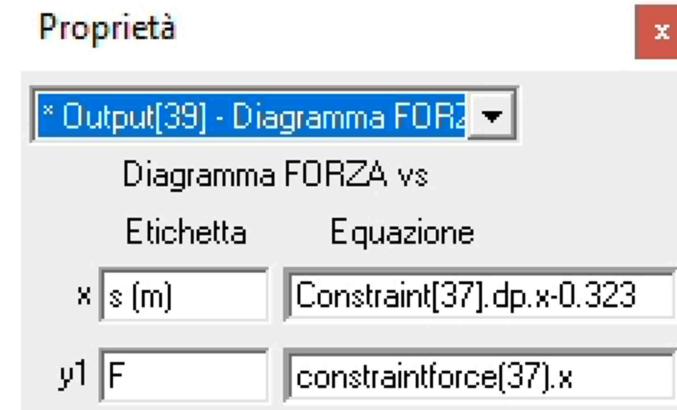 Proprietà
x
* Output[39] - Diagramma FORZ
Diagramma FORZA vs
Etichetta Equazione
x s (m) Constraint[37].dp.x-0.323
y1 F constraintforce(37).x